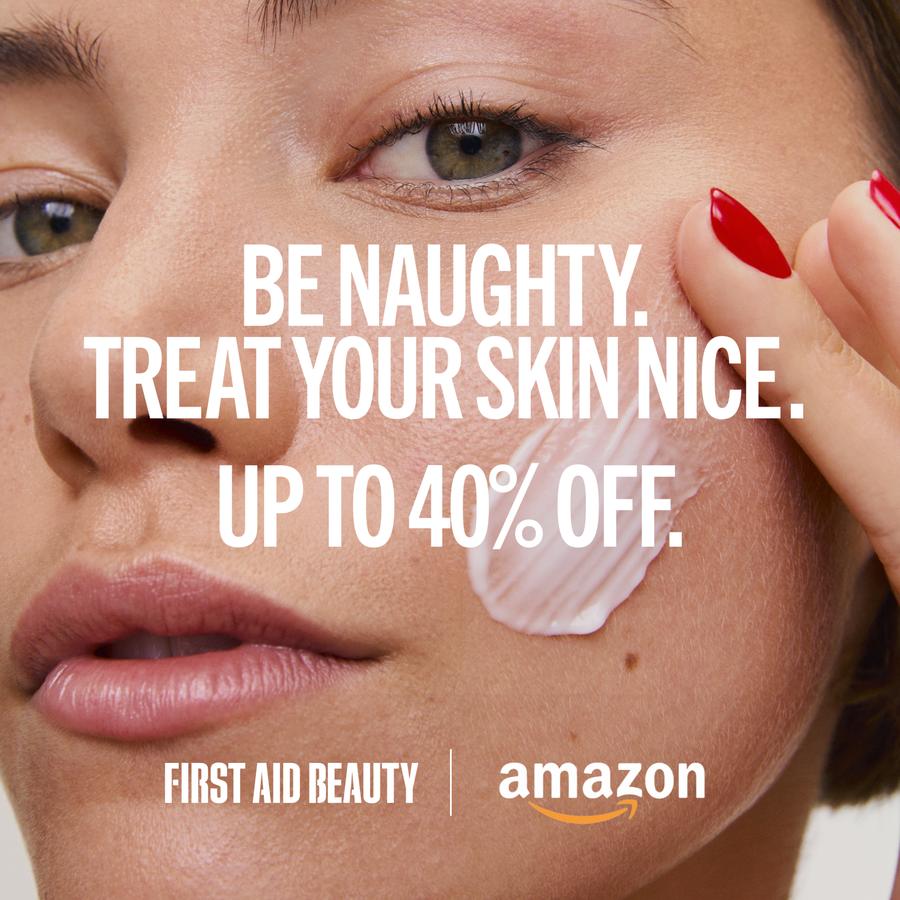 BE NAUGHTY.
TREAT YOUR SKIN NICE.
UP TO 40% OFF.
FIRST AID BEAUTY | amazon